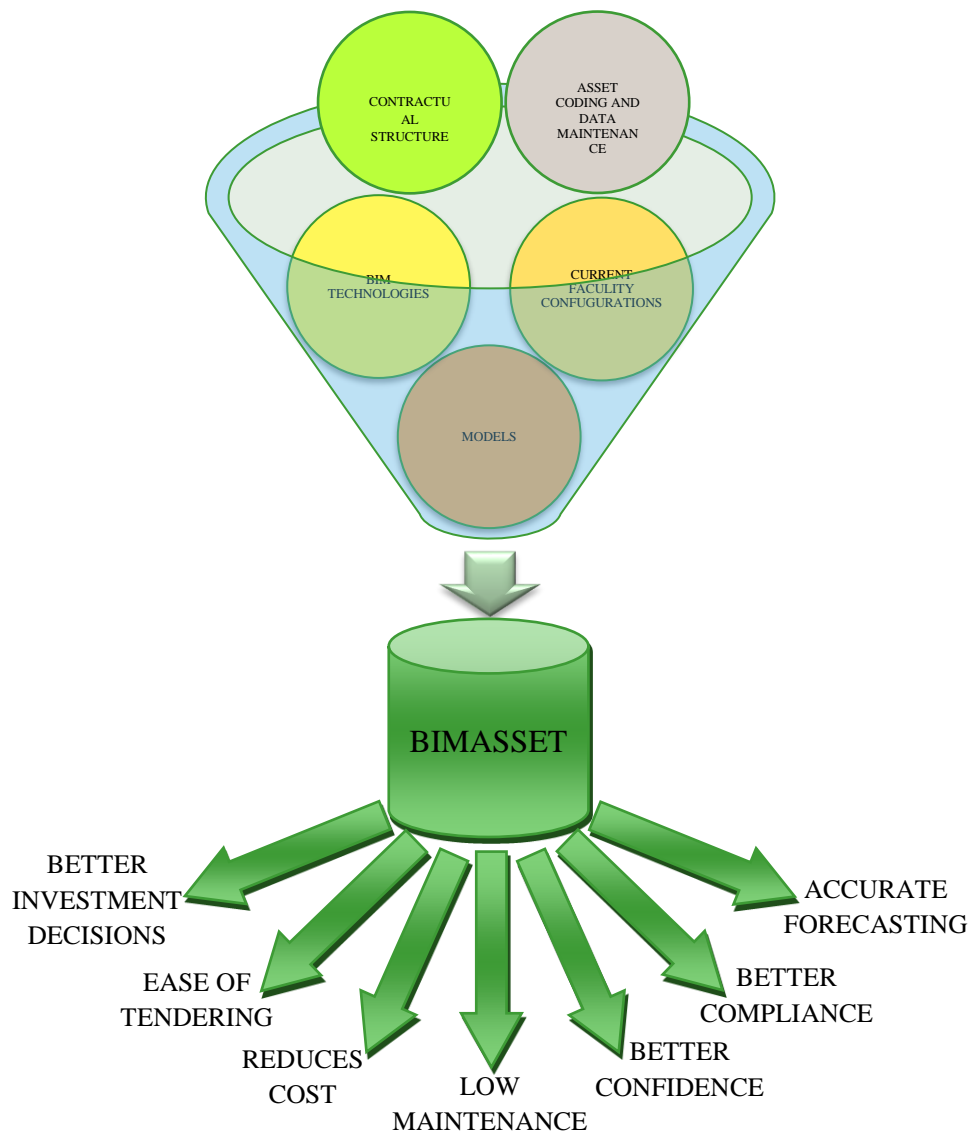 CONTRACTU
AL
STRUCTURE
ASSET
CODING AND
DATA
MAINTENAN
CE
BIM
TECHNOLOGIES
CURRENT
FACULITY
CONFUGURATIONS
MODELS
BIMASSET
BETTER
INVESTMENT
DECISIONS
EASE OF
TENDERING
REDUCES
COST
LOW
MAINTENANCE
BETTER
CONFIDENCE
BETTER
COMPLIANCE
ACCURATE
FORECASTING